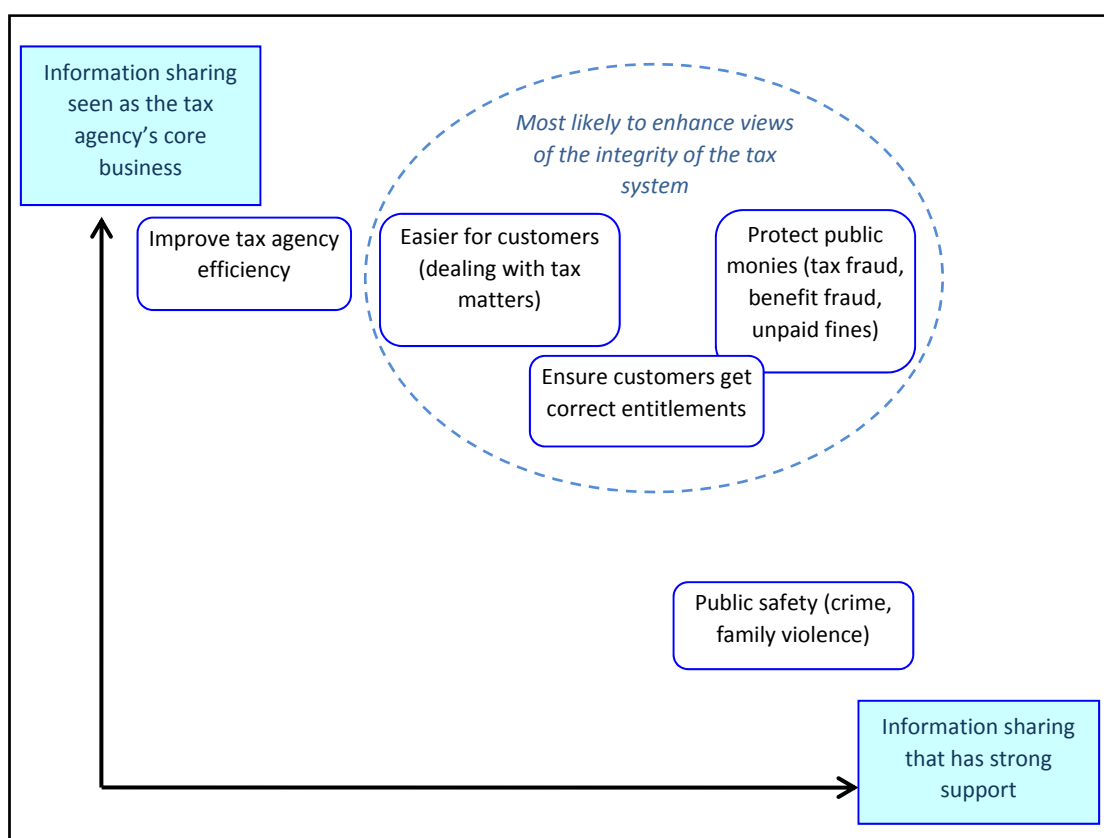 Information sharing
seen as the tax
agency’s core
business
Most likely to enhance views
of the integrity of the tax
system
Improve tax agency
efficiency
Easier for customers
(dealing with tax
matters)
Protect public
monies (tax fraud,
benefit fraud,
unpaid fines)
Ensure customers get
correct entitlements
Public safety (crime,
family violence)
Information sharing
that has strong
support